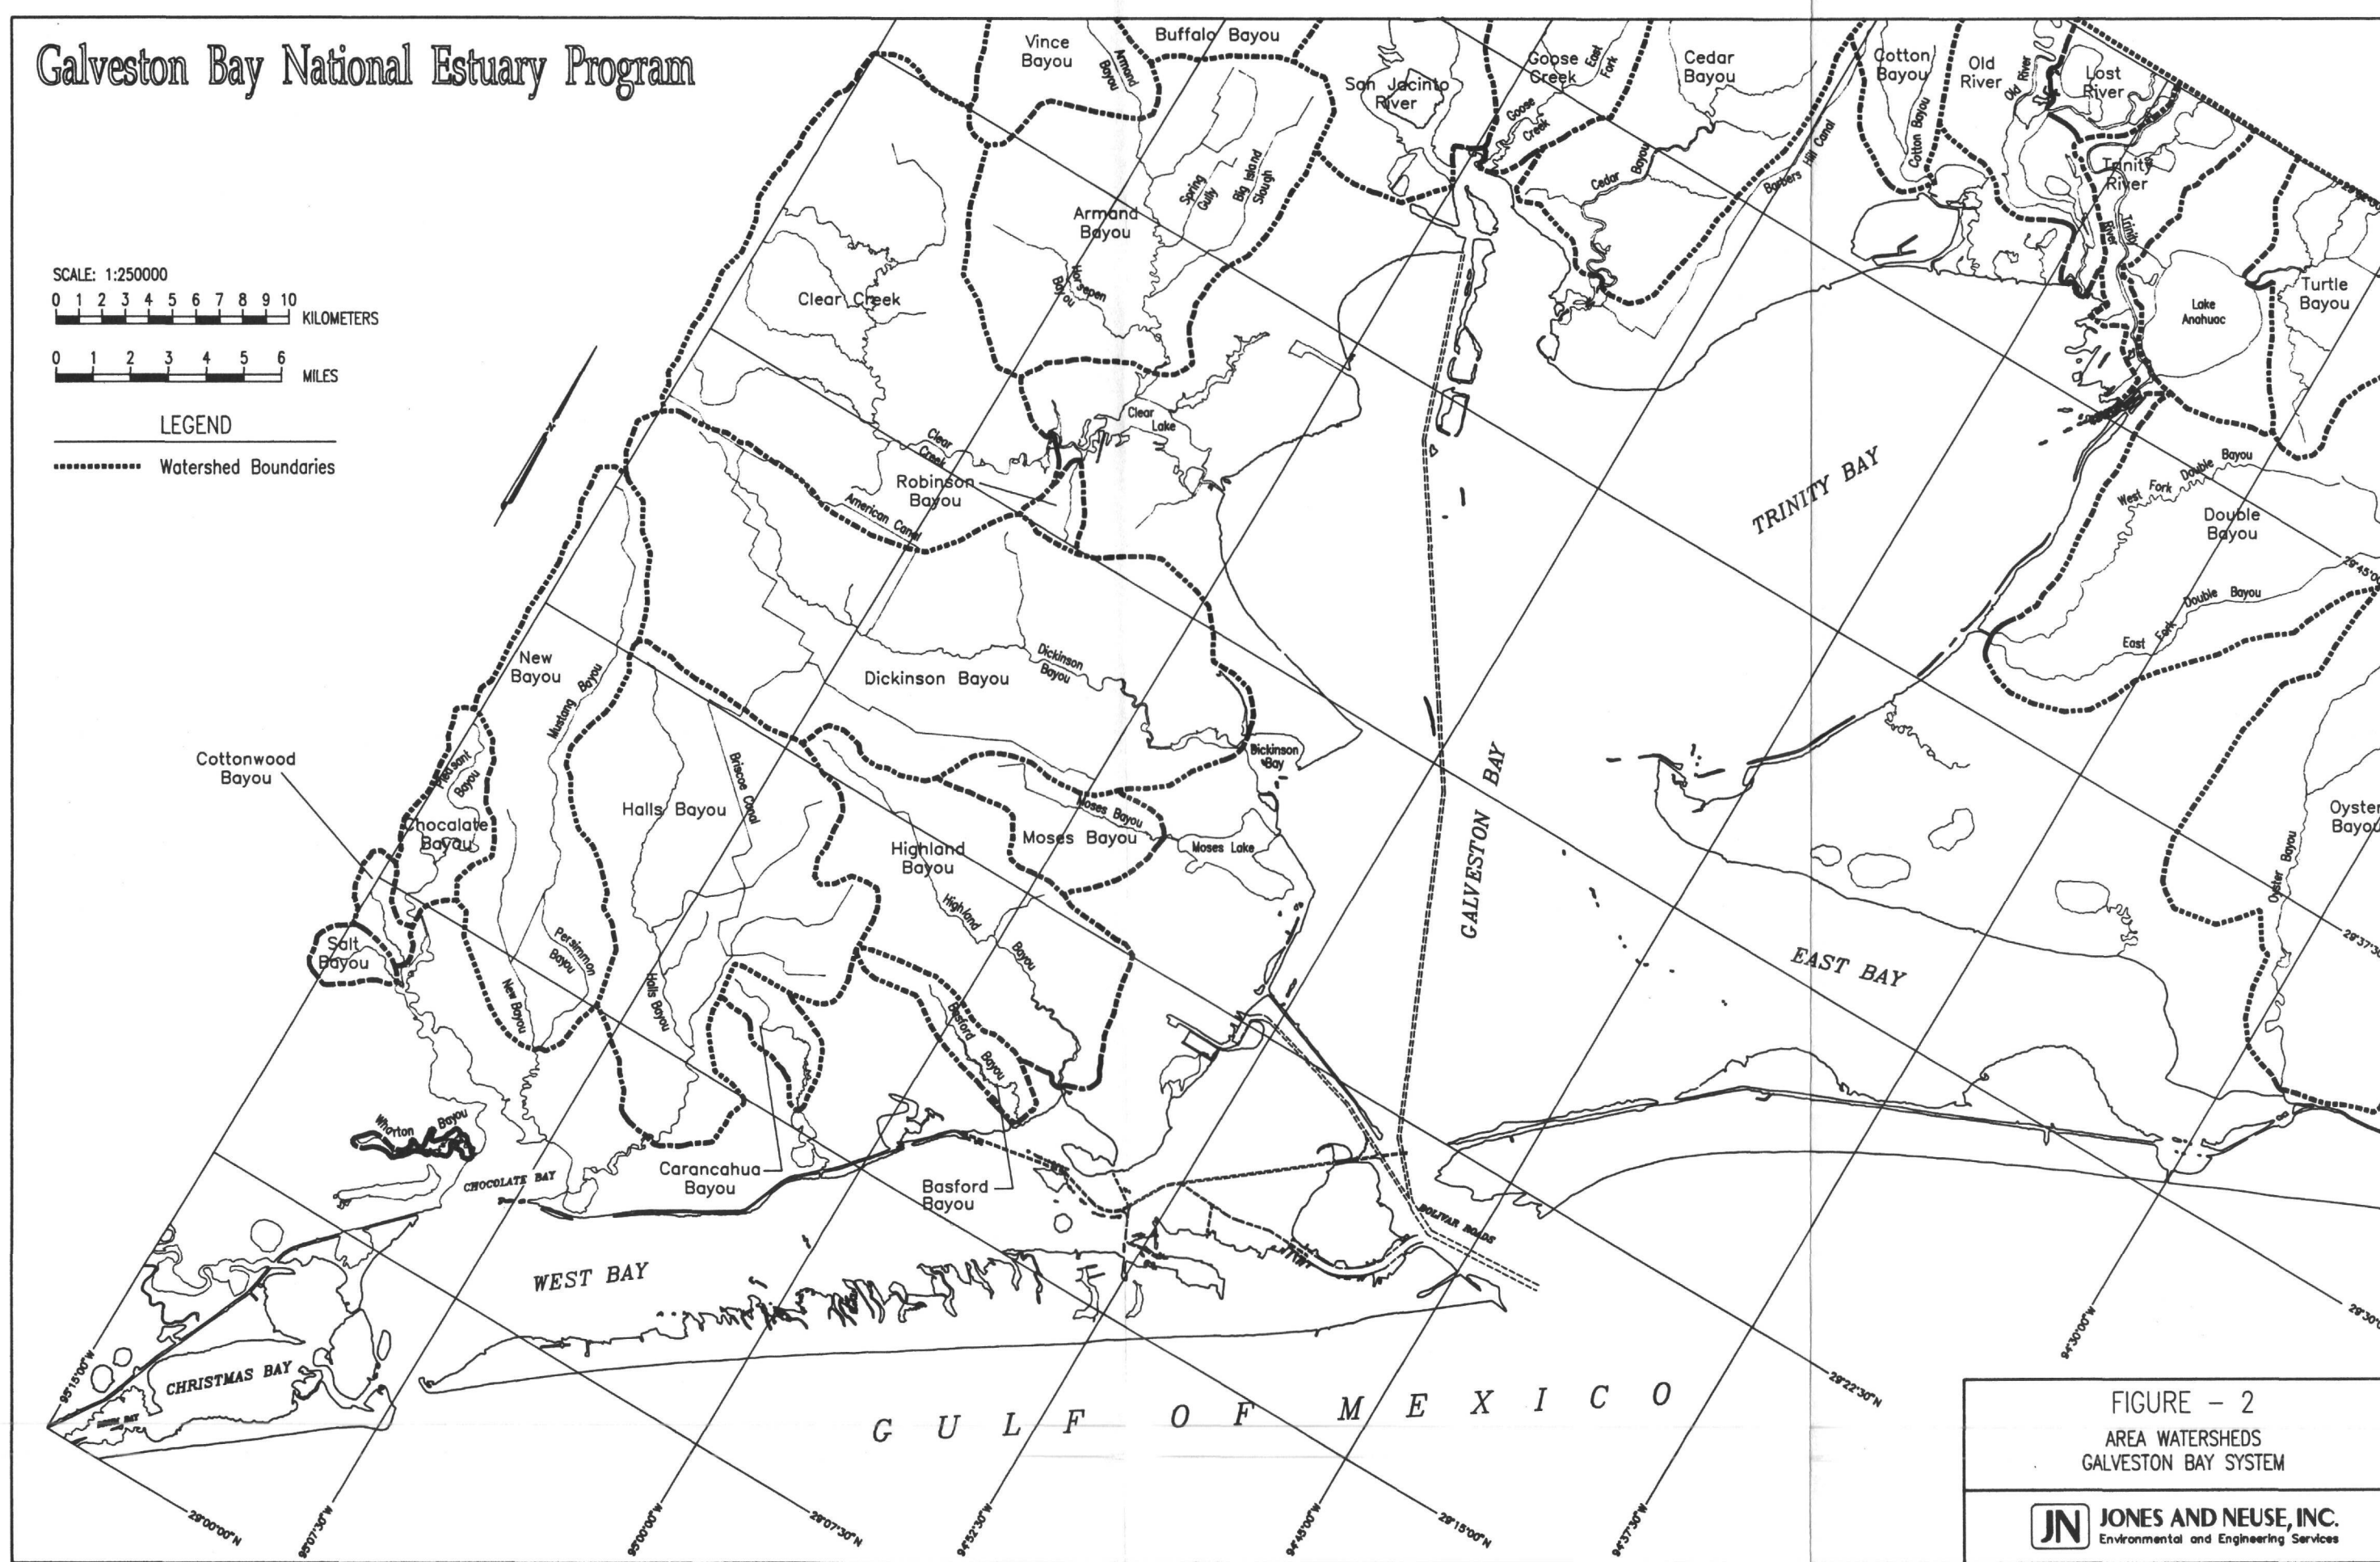 Galveston Bay National Estuary Program
SCALE: 1:250000
0 1 2 3 4 5 6 7 8 9 10
KILOMETERS
0 1 2 3 4 5 6
MILES
LEGEND
Watershed Boundaries
Vince
Bayou
Armand
Bayou
Buffalo Bayou
San Jacinto
River
Goose
Creek
East
Fork
Goose
Creek
Cedar
Bayou
Cedar Bayou
Barbers Hill Canal
Cotton
Bayou
Cotton Bayou
Old
River
Old River
Lost
River
Trinity
River
Trinity
River
Turtle
Bayou
Lake
Anahuac
Spring
Gully
Big Island
Slough
Armand
Bayou
Horsepen
Bayou
Clear Creek
Clear
Lake
Clear
Creek
Robinson
Bayou
American Canal
TRINITY BAY
West Fork Double Bayou
Double
Bayou
East Fork Double Bayou
29°45'00"
New
Bayou
Mustang Bayou
Dickinson Bayou
Dickinson
Bayou
Dickinson
Bay
Cottonwood
Bayou
Pleasant
Bayou
Chocolate
Bayou
Halls Bayou
Briscoe Canal
Moses Bayou
Moses Bayou
Moses Lake
Highland
Bayou
Highland Bayou
GALVESTON BAY
Oyster
Bayou
Oyster Bayou
29°37'30
Salt
Bayou
Persimmon
Bayou
New Bayou
Halls Bayou
Basford
Bayou
EAST BAY
Wharton Bayou
CHOCOLATE BAY
Carancahua
Bayou
Basford
Bayou
BOLIVAR ROADS
WEST BAY
CHRISTMAS BAY
GULF OF MEXICO
95°15'00"W
29°00'00"N
95°07'30"W
95°00'00"W
29°07'30"N
94°52'30"W
94°45'00"W
29°15'00"N
94°37'30"W
29°22'30"N
94°30'00"W
29°30'0
FIGURE - 2
AREA WATERSHEDS
GALVESTON BAY SYSTEM
JN JONES AND NEUSE, INC.
Environmental and Engineering Services